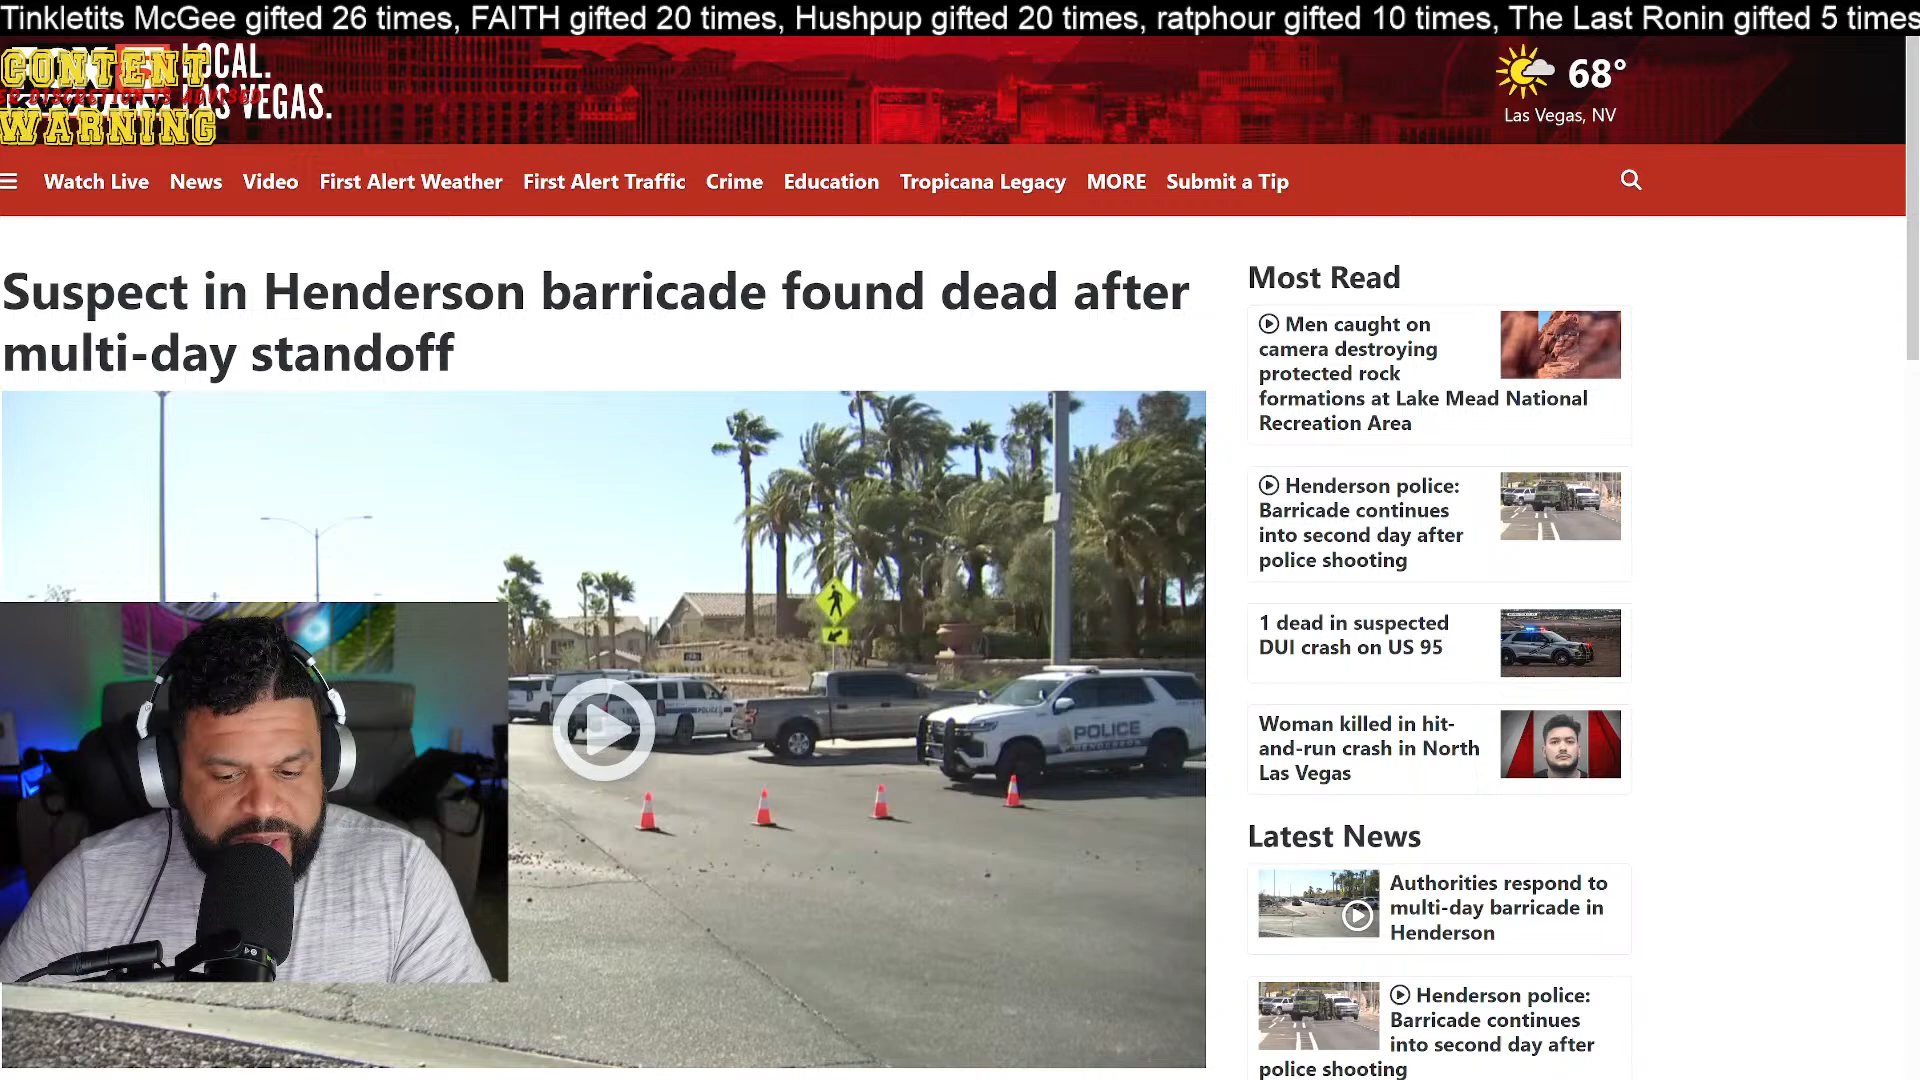 Tinkletits McGee gifted 26 times, FAITH gifted 20 times, Hushpup gifted 20 times, ratphour gifted 10 times, The Last Ronin gifted 5 times
CONTENT
WARNING
LOCAL.
LAS VEGAS.
68°
Las Vegas, NV
Watch Live News Video First Alert Weather First Alert Traffic Crime Education Tropicana Legacy MORE Submit a Tip
Suspect in Henderson barricade found dead after
multi-day standoff
POLICE
HENDERSON
Most Read
Men caught on
camera destroying
protected rock
formations at Lake Mead National
Recreation Area
Henderson police:
Barricade continues
into second day after
police shooting
1 dead in suspected
DUI crash on US 95
Woman killed in hit-
and-run crash in North
Las Vegas
Latest News
Authorities respond to
multi-day barricade in
Henderson
Henderson police:
Barricade continues
into second day after
police shooting